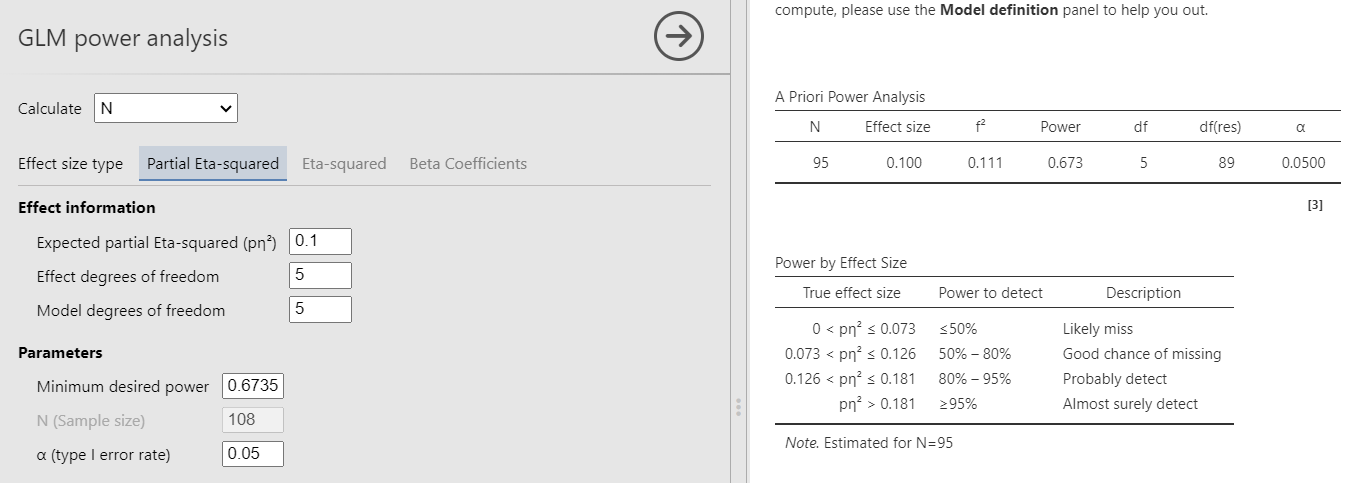 GLM power analysis
Calculate N
Effect size type Partial Eta-squared Eta-squared Beta Coefficients
Effect information
Expected partial Eta-squared (pη²) 0.1
Effect degrees of freedom 5
Model degrees of freedom 5
Parameters
Minimum desired power 0.6735
N (Sample size) 108
α (type I error rate) 0.05
compute, please use the Model definition panel to help you out.
A Priori Power Analysis
N Effect size f² Power df df(res) α
95 0.100 0.111 0.673 5 89 0.0500
[3]
Power by Effect Size
True effect size Power to detect Description
0 < pη² ≤ 0.073 ≤50% Likely miss
0.073 < pη² ≤ 0.126 50% – 80% Good chance of missing
0.126 < pη² ≤ 0.181 80% – 95% Probably detect
pη² > 0.181 ≥95% Almost surely detect
Note. Estimated for N=95